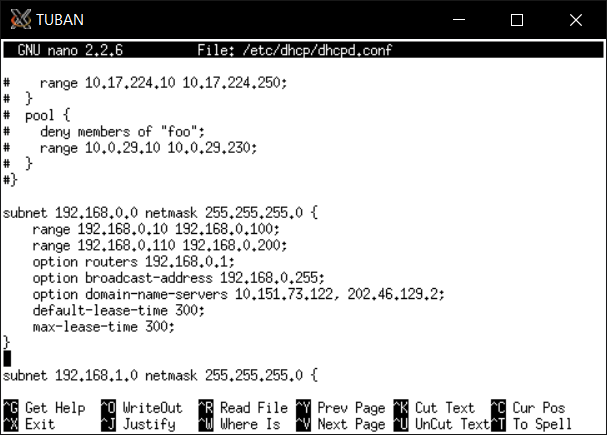 TUBAN
GNU nano 2.2.6 File: /etc/dhcp/dhcpd.conf
#    range 10.17.224.10 10.17.224.250;
#  }
#  pool {
#    deny members of "foo";
#    range 10.0.29.10 10.0.29.230;
#  }
#}
subnet 192.168.0.0 netmask 255.255.255.0 {
    range 192.168.0.10 192.168.0.100;
    range 192.168.0.110 192.168.0.200;
    option routers 192.168.0.1;
    option broadcast-address 192.168.0.255;
    option domain-name-servers 10.151.73.122, 202.46.129.2;
    default-lease-time 300;
    max-lease-time 300;
}
subnet 192.168.1.0 netmask 255.255.255.0 {
^G Get Help ^O WriteOut ^R Read File ^Y Prev Page ^K Cut Text ^C Cur Pos
^X Exit ^J Justify ^W Where Is ^V Next Page ^U UnCut Text ^T To Spell